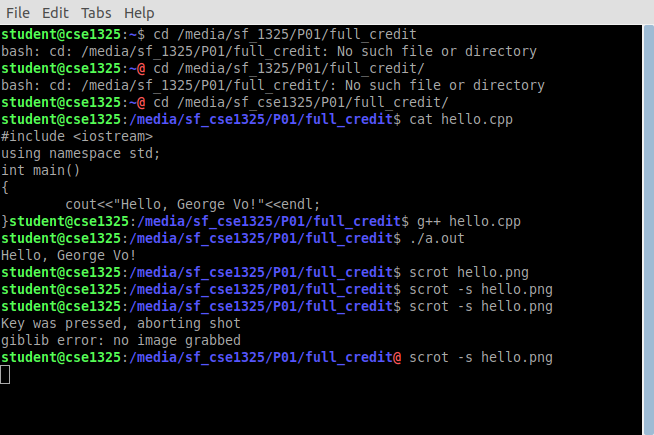 File Edit Tabs Help
student@cse1325:~$ cd /media/sf_1325/P01/full_credit
bash: cd: /media/sf_1325/P01/full_credit: No such file or directory
student@cse1325:~@ cd /media/sf_1325/P01/full_credit/
bash: cd: /media/sf_1325/P01/full_credit/: No such file or directory
student@cse1325:~@ cd /media/sf_cse1325/P01/full_credit/
student@cse1325:/media/sf_cse1325/P01/full_credit$ cat hello.cpp
#include <iostream>
using namespace std;
int main()
{
        cout<<"Hello, George Vo!"<<endl;
}student@cse1325:/media/sf_cse1325/P01/full_credit$ g++ hello.cpp
student@cse1325:/media/sf_cse1325/P01/full_credit$ ./a.out
Hello, George Vo!
student@cse1325:/media/sf_cse1325/P01/full_credit$ scrot hello.png
student@cse1325:/media/sf_cse1325/P01/full_credit$ scrot -s hello.png
student@cse1325:/media/sf_cse1325/P01/full_credit$ scrot -s hello.png
Key was pressed, aborting shot
giblib error: no image grabbed
student@cse1325:/media/sf_cse1325/P01/full_credit@ scrot -s hello.png